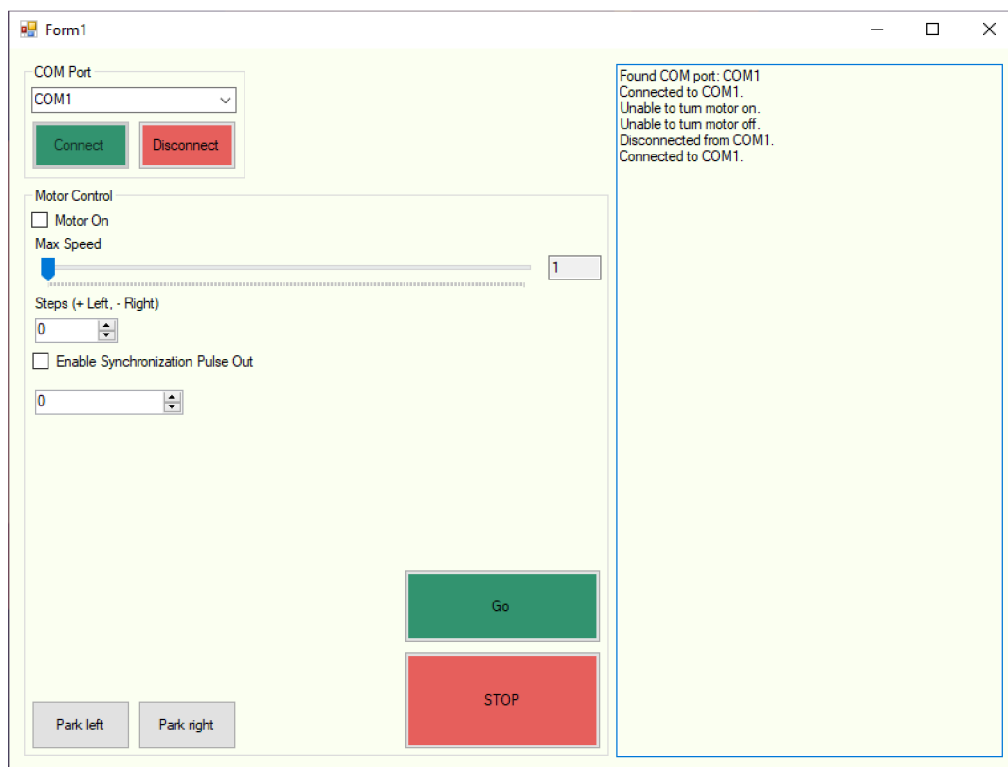 Form1
COM Port
COM1
Connect
Disconnect
Motor Control
Motor On
Max Speed
1
Steps (+ Left, - Right)
0
Enable Synchronization Pulse Out
0
Go
STOP
Park left
Park right
Found COM port: COM1
Connected to COM1.
Unable to turn motor on.
Unable to turn motor off.
Disconnected from COM1.
Connected to COM1.